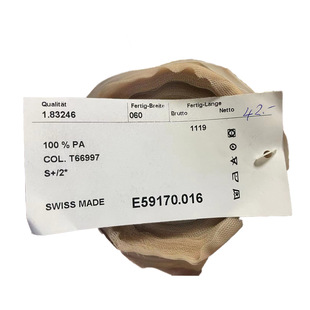 Qualität Fertig-Breite Fertig-Länge
Brutto Netto 42.-
1.83246 060
1119
100 % PA
COL. T66997
S+/2*
SWISS MADE E59170.016